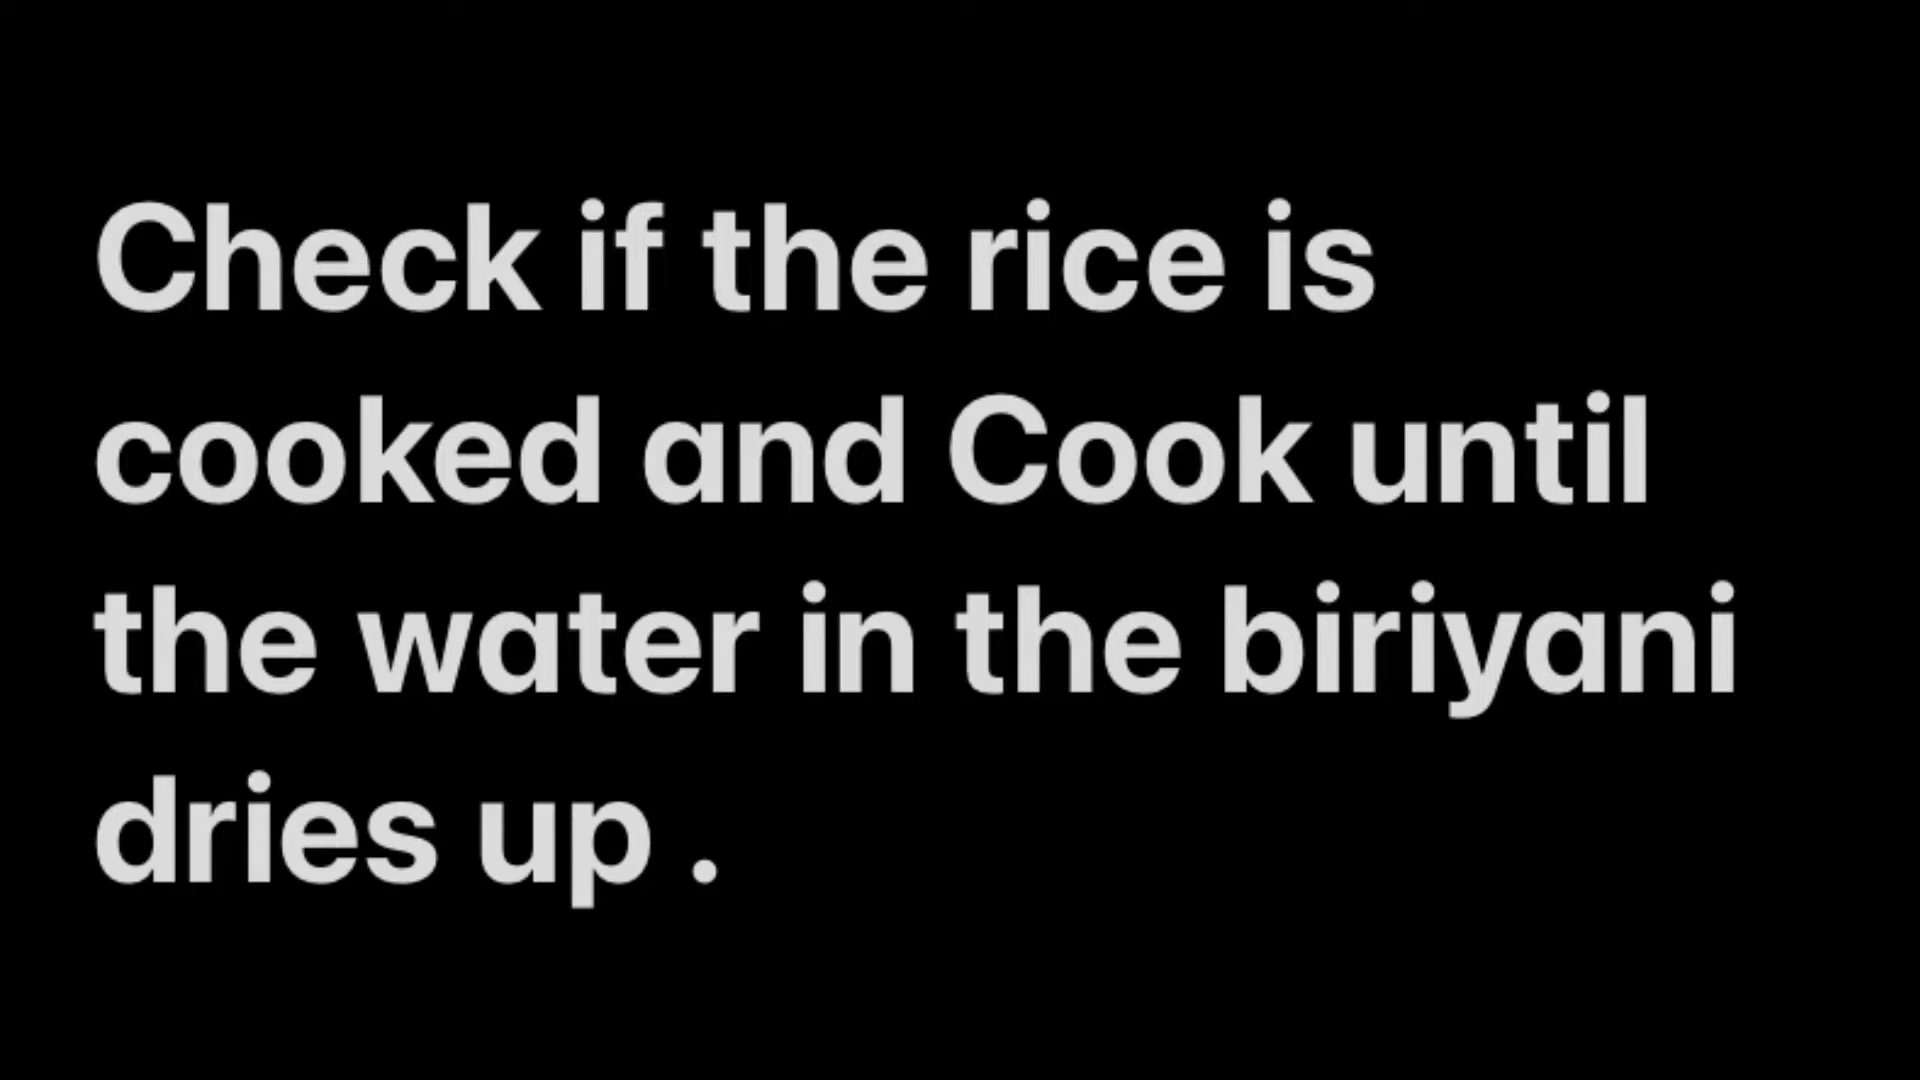 Check if the rice is
cooked and Cook until
the water in the biriyani
dries up .